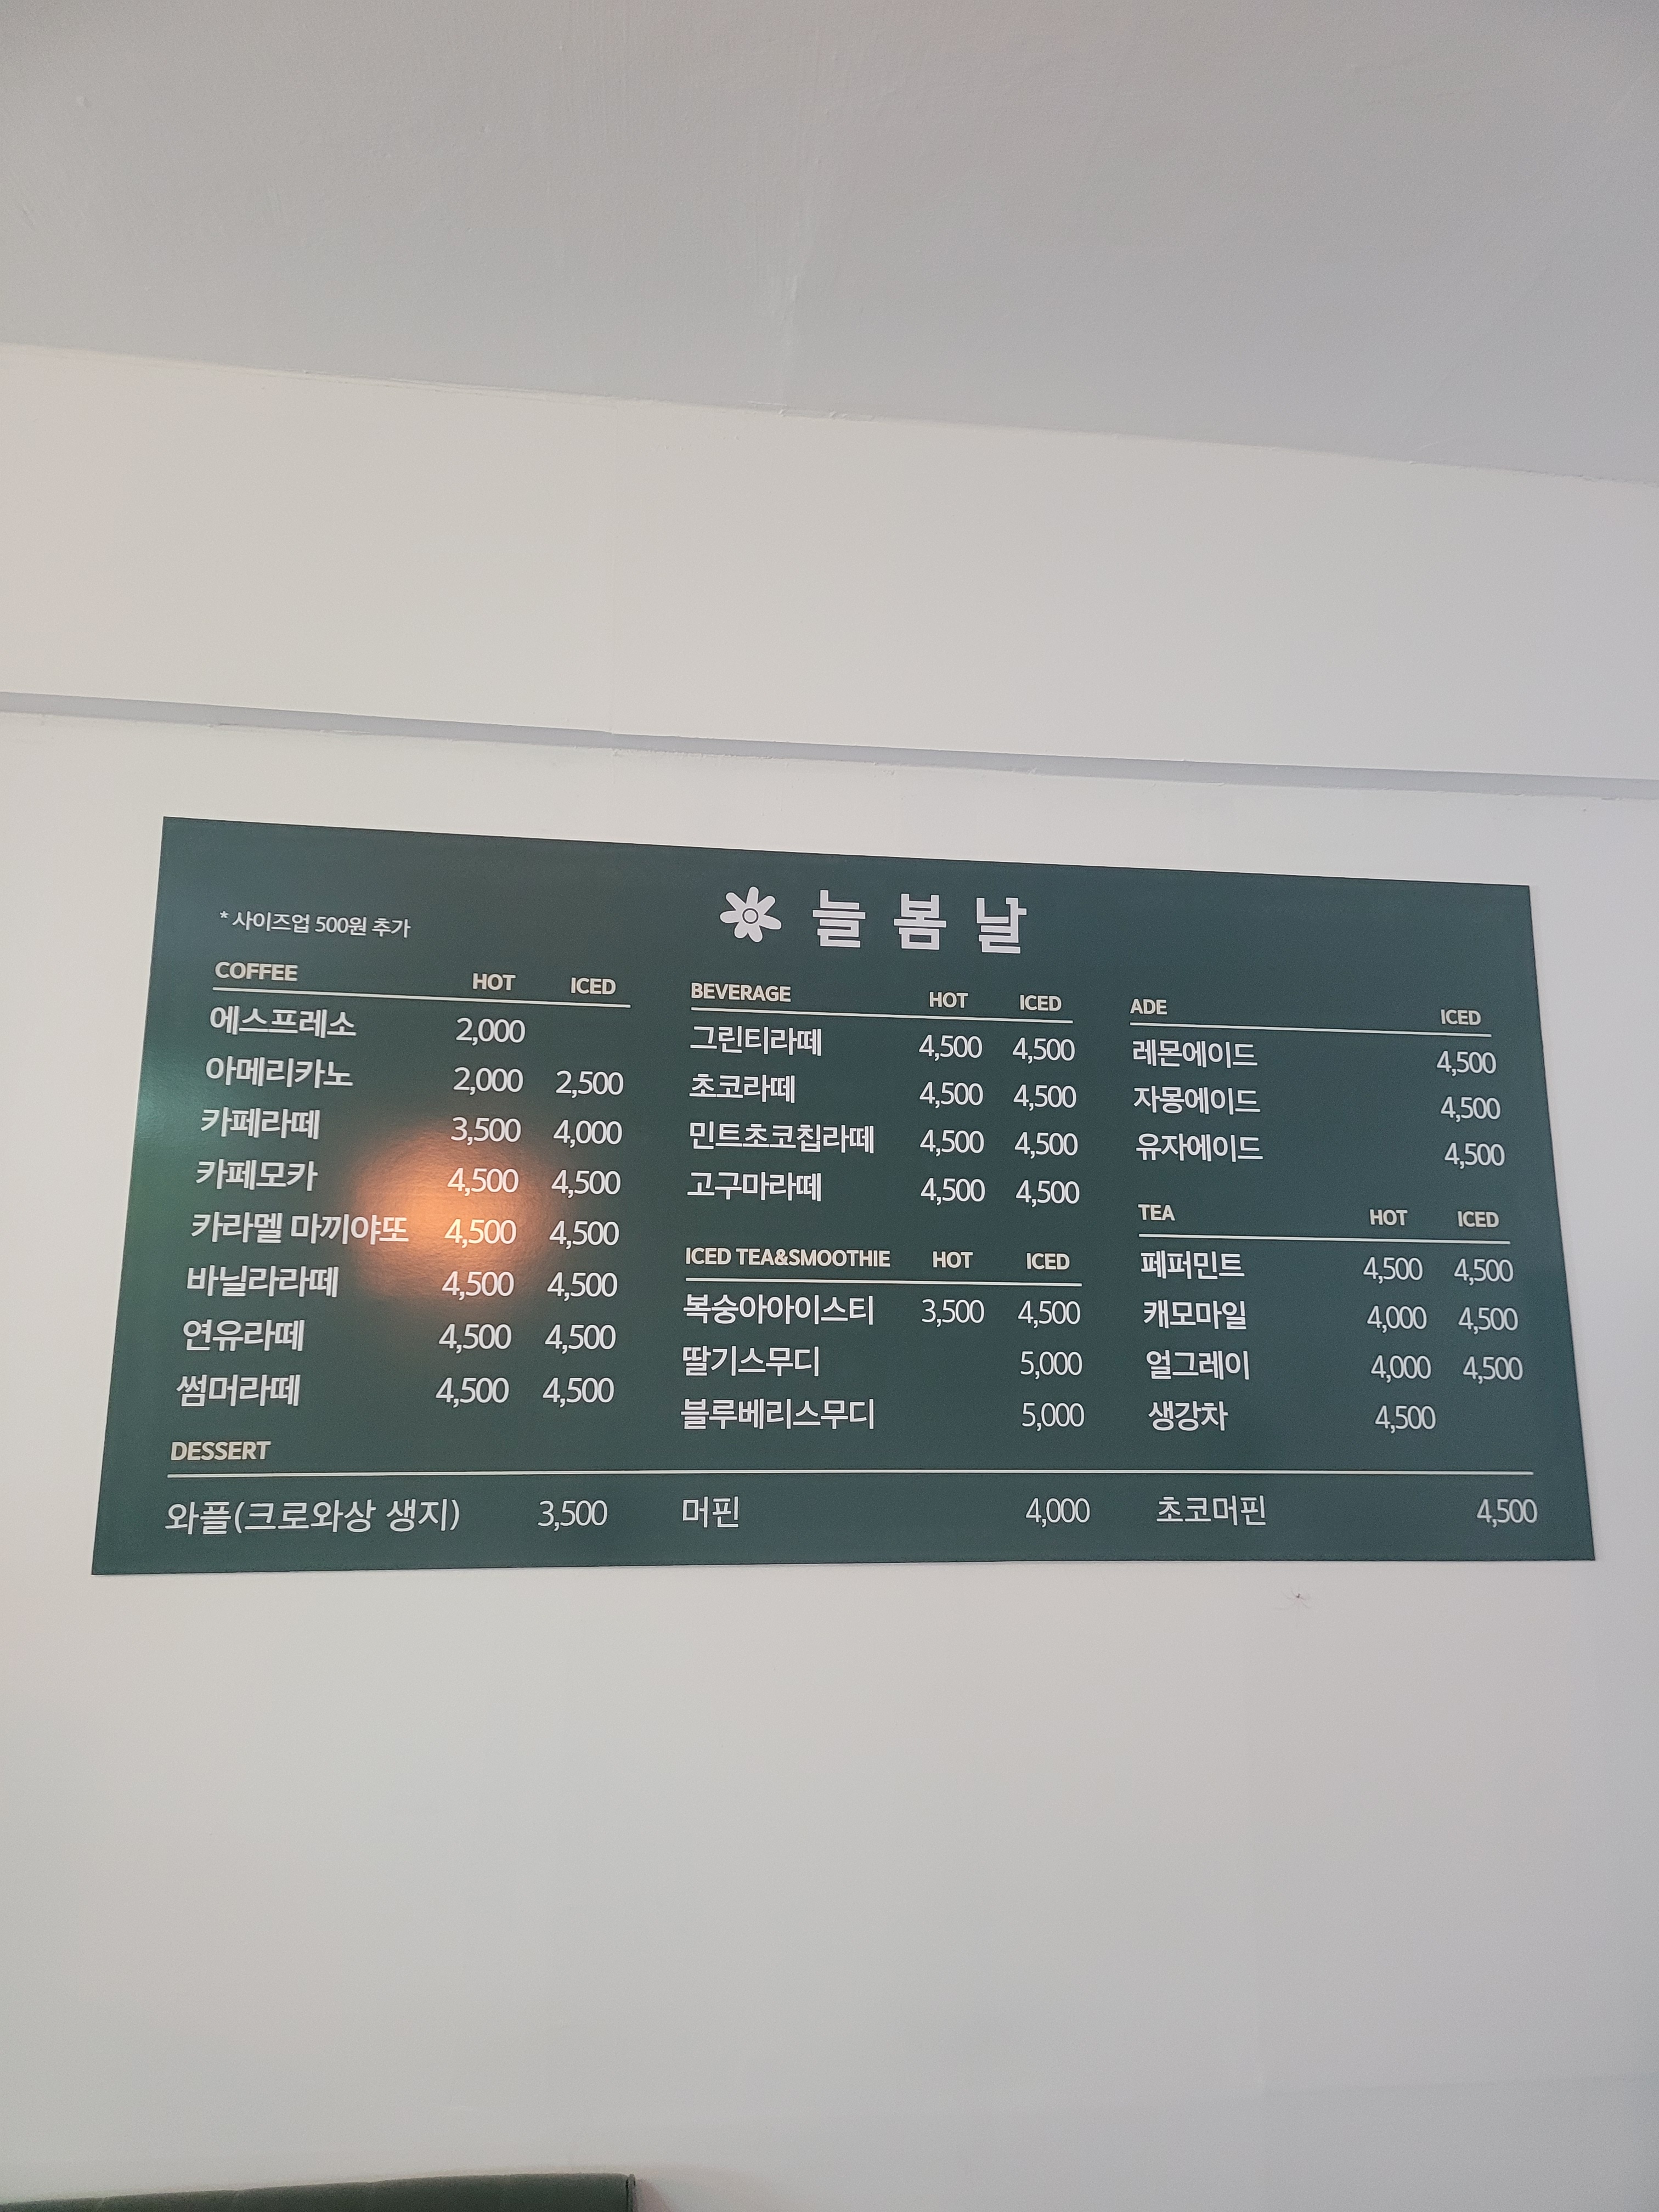 늘봄날
* 사이즈업 500원 추가
COFFEE HOT ICED
에스프레소 2,000
아메리카노 2,000 2,500
카페라떼 3,500 4,000
카페모카 4,500 4,500
카라멜 마끼야또 4,500 4,500
바닐라라떼 4,500 4,500
연유라떼 4,500 4,500
썸머라떼 4,500 4,500
BEVERAGE HOT ICED
그린티라떼 4,500 4,500
초코라떼 4,500 4,500
민트초코칩라떼 4,500 4,500
고구마라떼 4,500 4,500
ICED TEA&SMOOTHIE HOT ICED
복숭아아이스티 3,500 4,500
딸기스무디 5,000
블루베리스무디 5,000
ADE ICED
레몬에이드 4,500
자몽에이드 4,500
유자에이드 4,500
TEA HOT ICED
페퍼민트 4,500 4,500
캐모마일 4,000 4,500
얼그레이 4,000 4,500
생강차 4,500
DESSERT
와플(크로와상 생지) 3,500 머핀 4,000 초코머핀 4,500